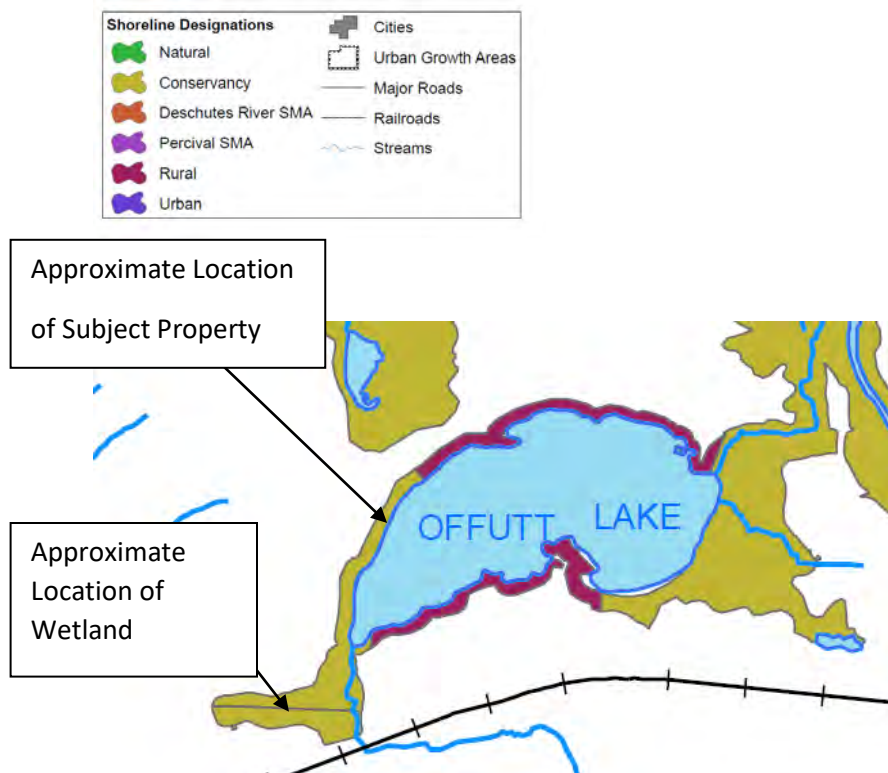 Shoreline Designations
Natural
Conservancy
Deschutes River SMA
Percival SMA
Rural
Urban
Cities
Urban Growth Areas
Major Roads
Railroads
Streams
Approximate Location
of Subject Property
Approximate
Location of
Wetland
OFFUTT LAKE